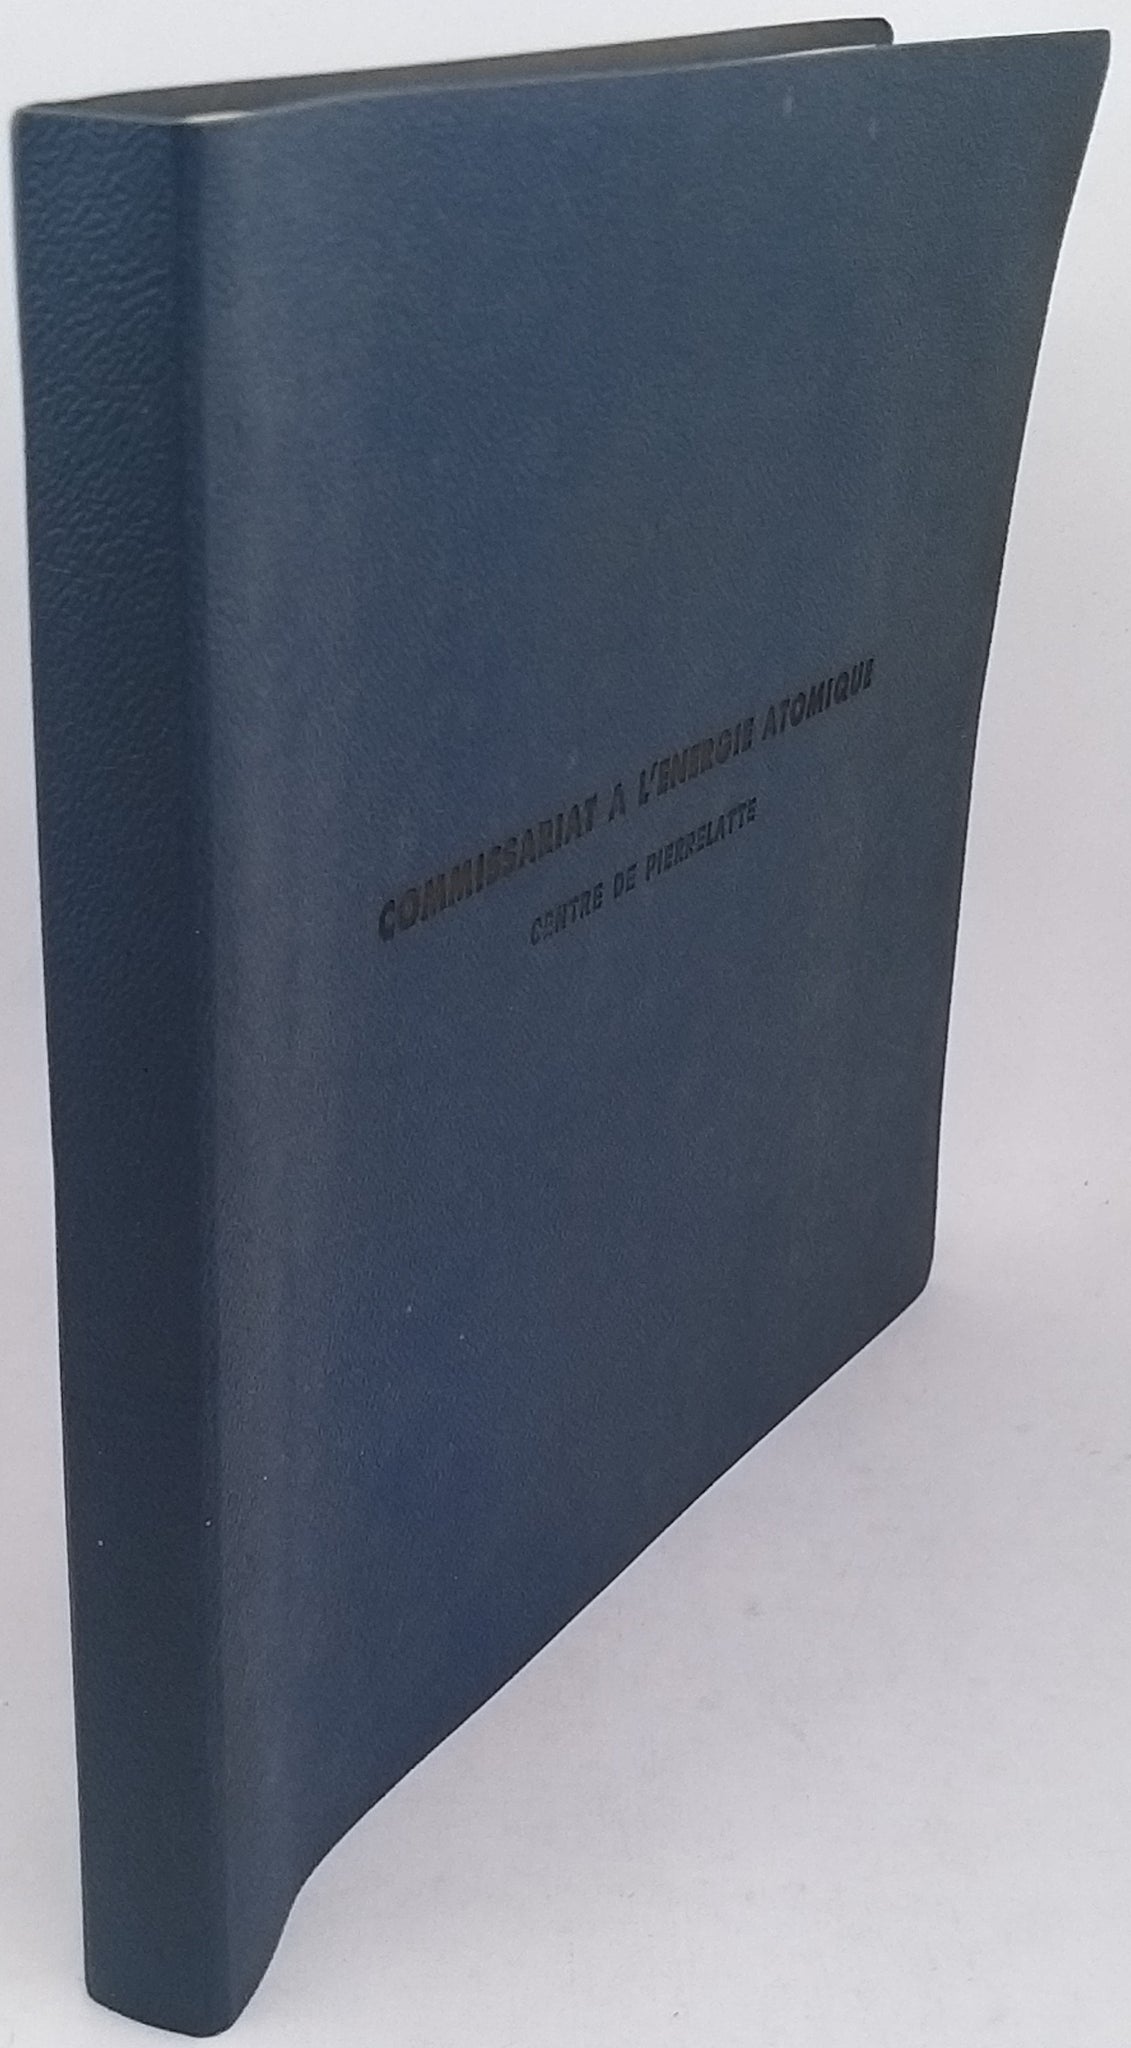 COMMISSARIAT A L'ENERGIE ATOMIQUE
CENTRE DE PIERRELATTE